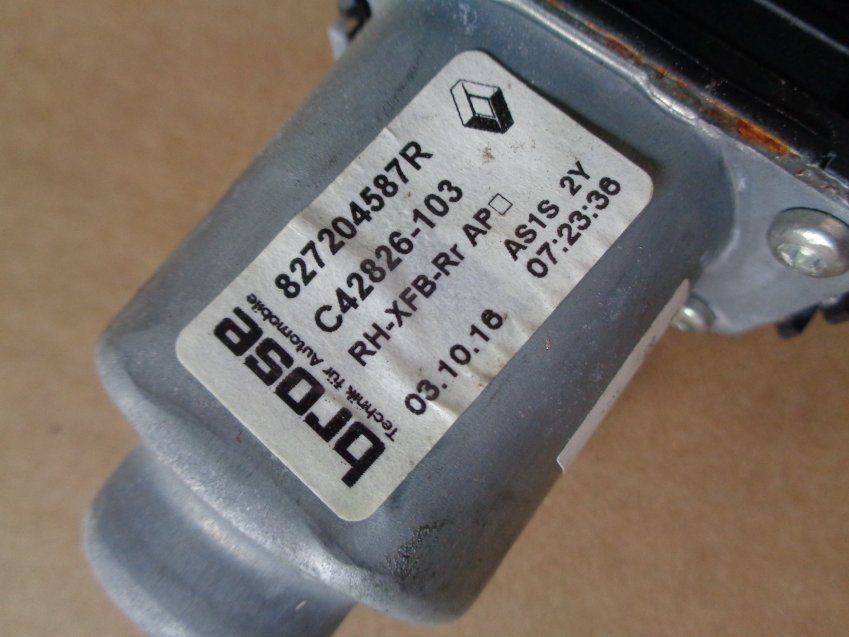 827204587R
C42826-103
RH-XFB-Rr AP□
AS1S 2Y
03.10.16
07:23:36
brose
Technik für Automobile